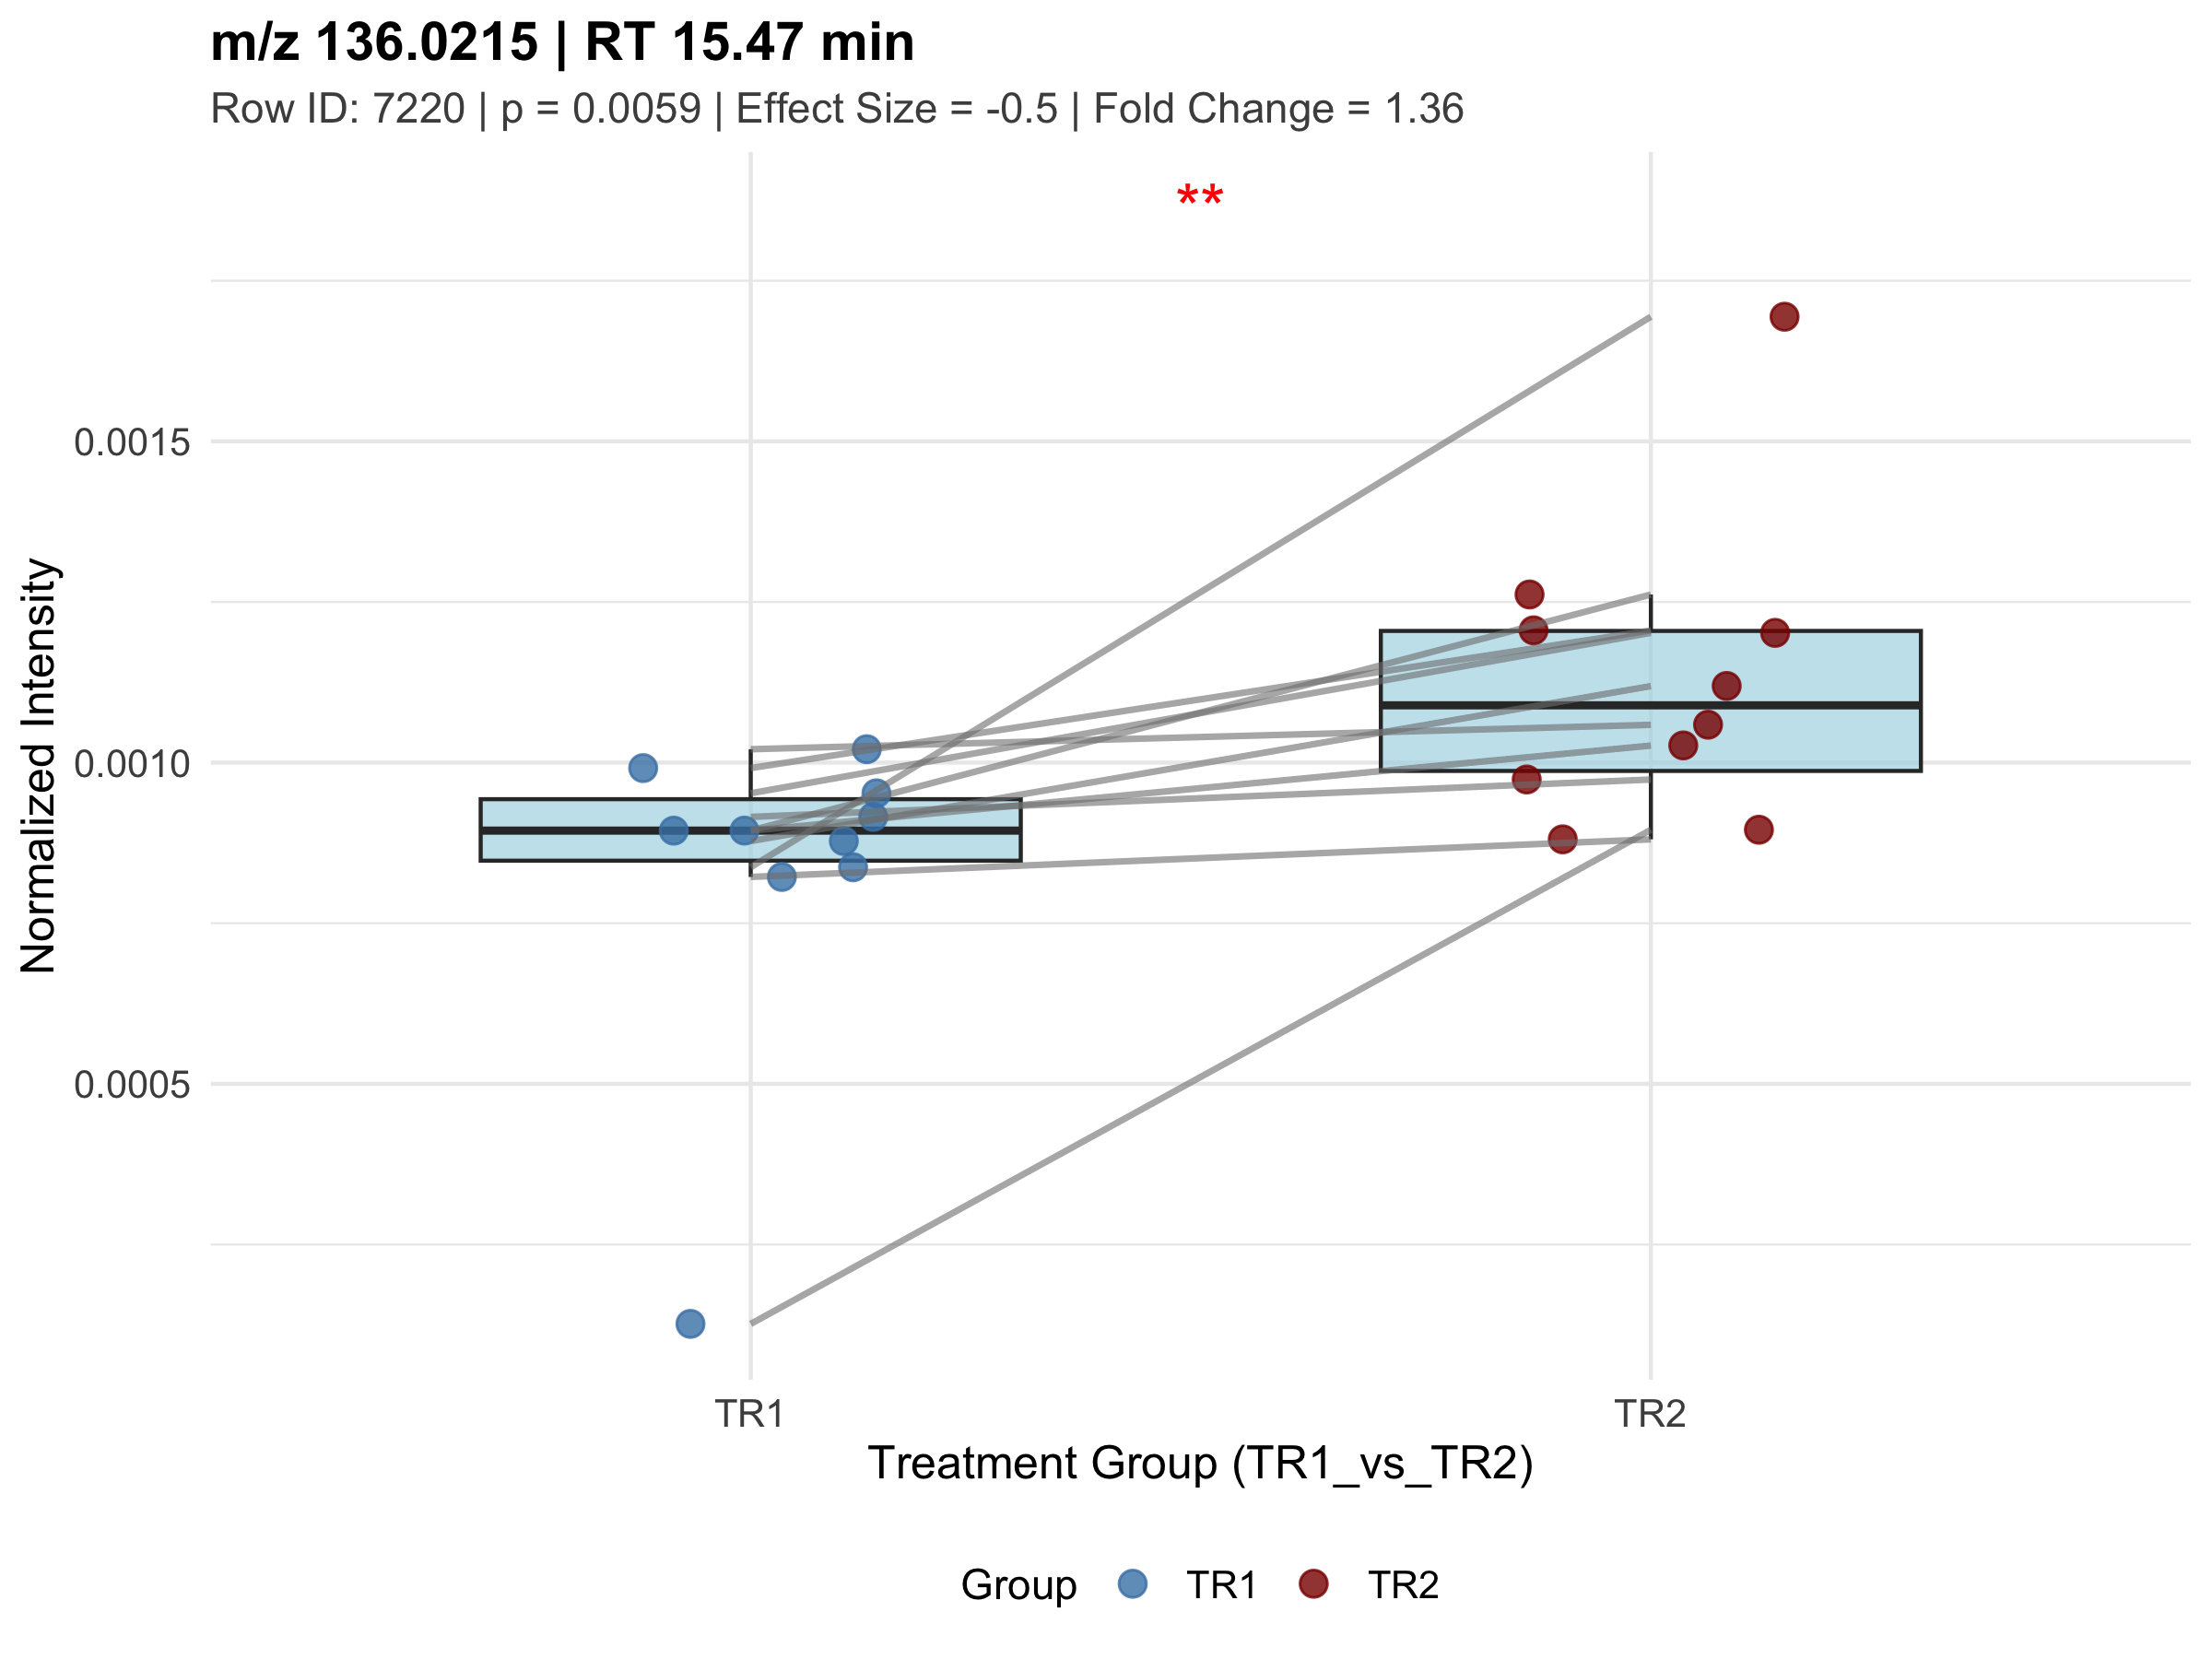 m/z 136.0215 | RT 15.47 min
Row ID: 7220 | p = 0.0059 | Effect Size = -0.5 | Fold Change = 1.36
**
0.0015
0.0010
0.0005
Normalized Intensity
TR1
TR2
Treatment Group (TR1_vs_TR2)
Group TR1 TR2